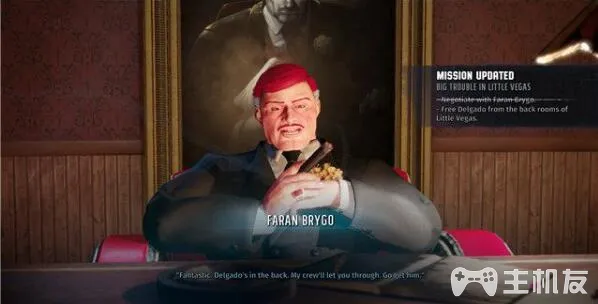 MISSION UPDATED
BIG TROUBLE IN LITTLE VEGAS
- Negotiate with Faran Brygo.
- Free Delgado from the back rooms of
Little Vegas.
FARAN BRYGO
"Fantastic. Delgado's in the back. My crew'll let you through. Go get him."
主机友